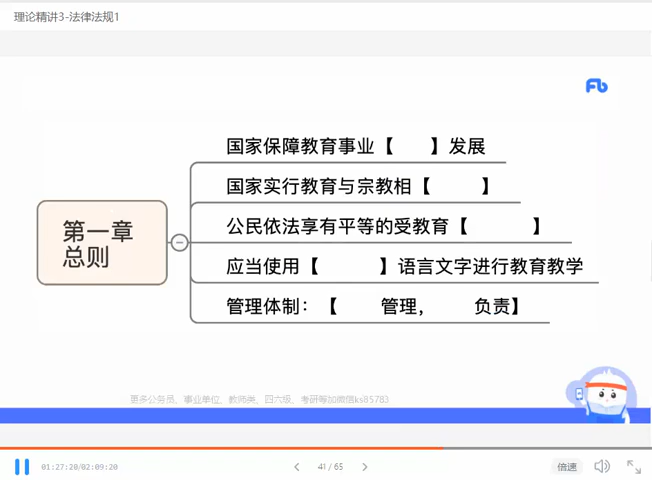 理论精讲3-法律法规1
Fb
国家保障教育事业【 】发展
国家实行教育与宗教相【 】
公民依法享有平等的受教育【 】
第一章
总则
应当使用【 】语言文字进行教育教学
管理体制：【 管理， 负责】
更多公务员、事业单位、教师类、四六级、考研等加微信ks85783
01:27:20/02:09:20
41 / 65
倍速